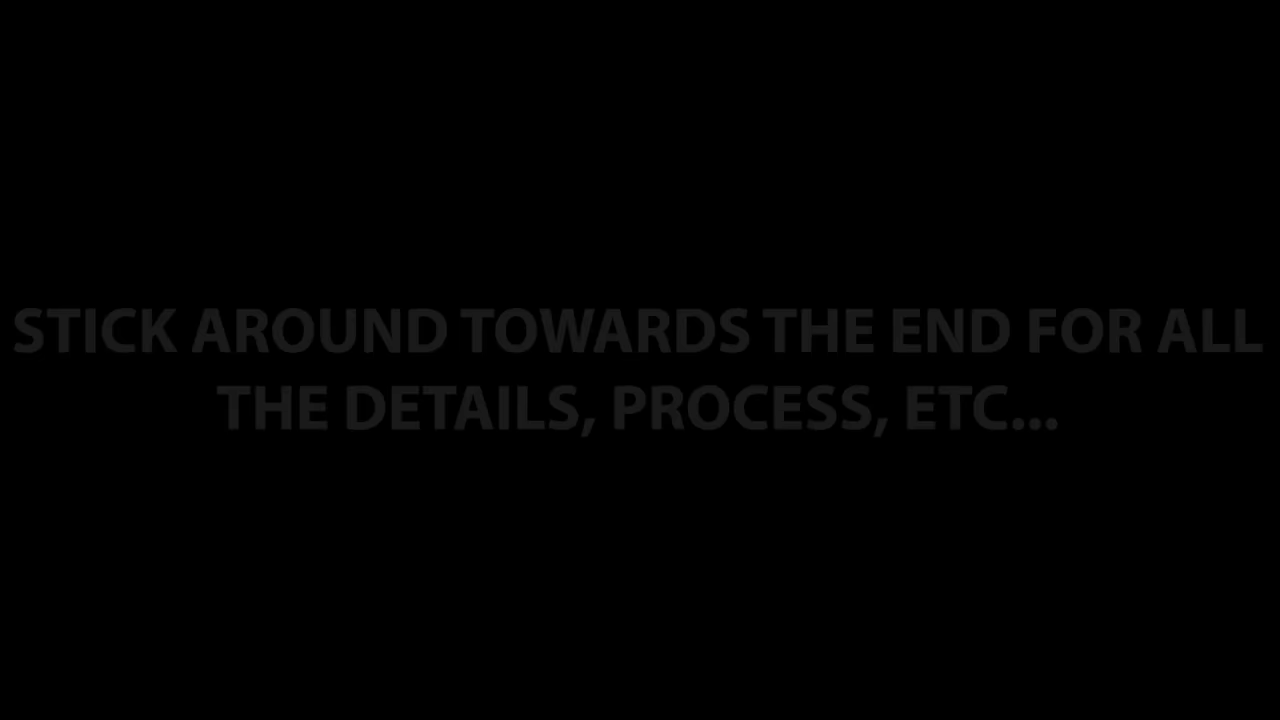 STICK AROUND TOWARDS THE END FOR ALL
THE DETAILS, PROCESS, ETC...